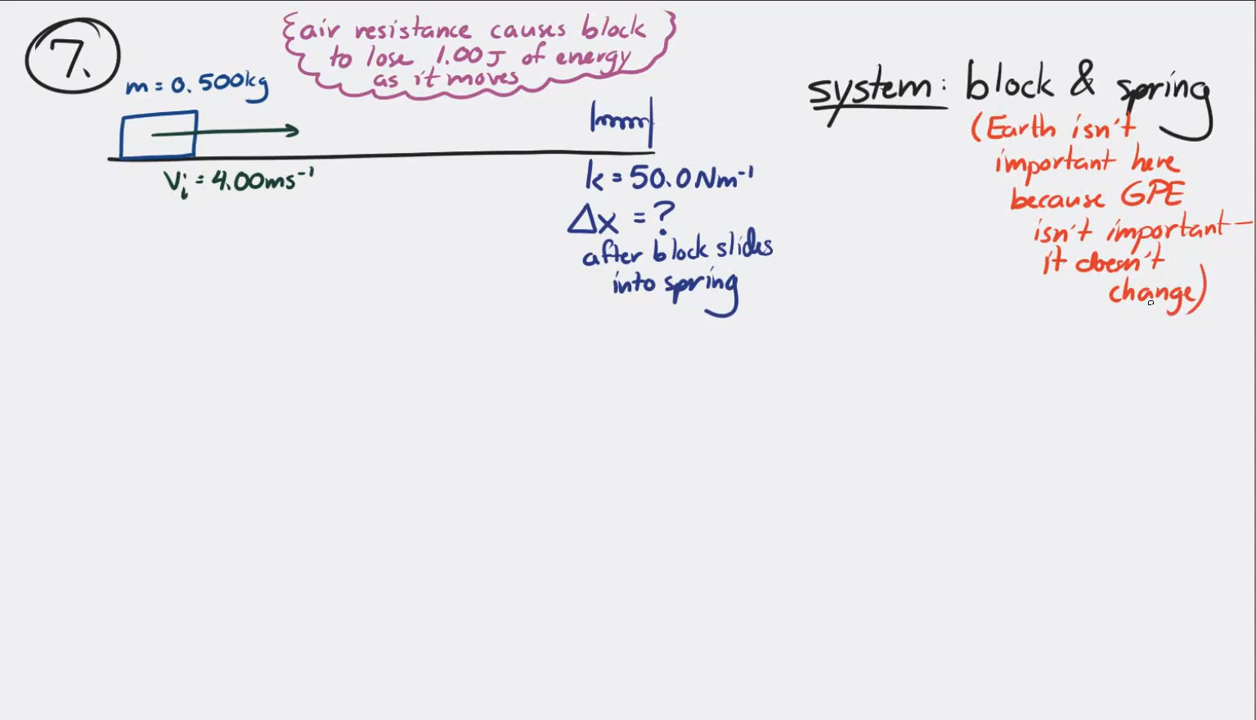 7.
air resistance causes block
to lose 1.00J of energy
as it moves
m = 0.500kg
vi = 4.00ms⁻¹
k = 50.0Nm⁻¹
Δx = ?
after block slides
into spring
system: block & spring
(Earth isn't
important here
because GPE
isn't important—
it doesn't
change)